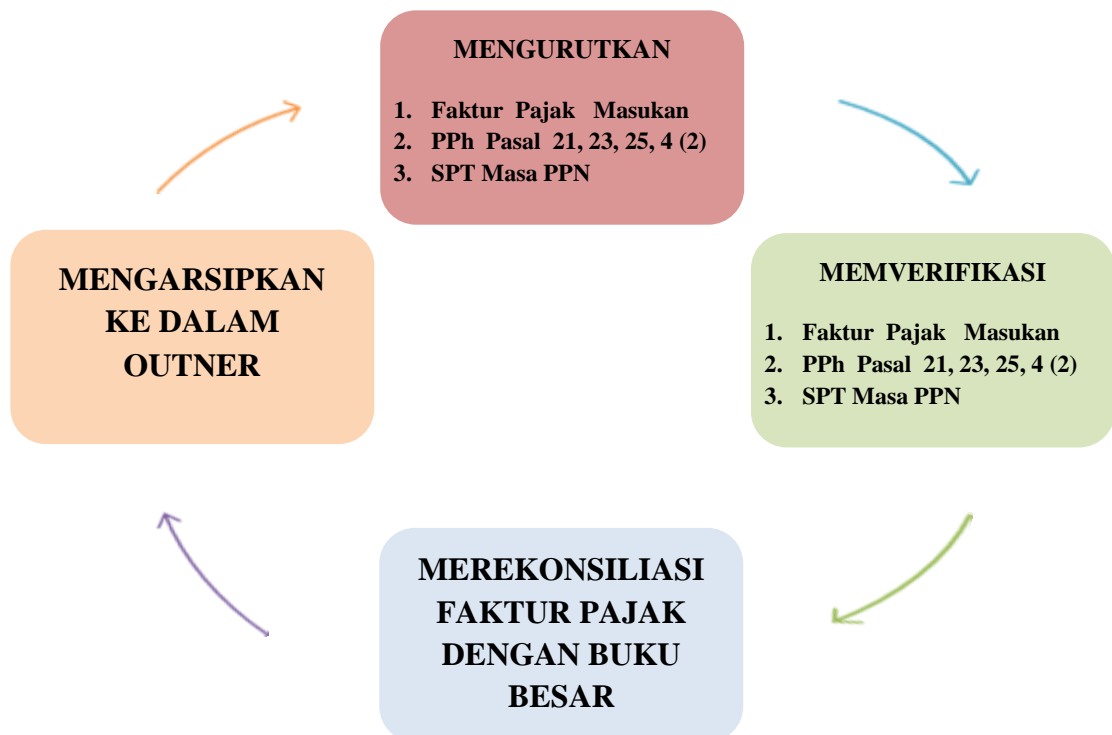 MENGURUTKAN
1. Faktur Pajak Masukan
2. PPh Pasal 21, 23, 25, 4 (2)
3. SPT Masa PPN
MEMVERIFIKASI
1. Faktur Pajak Masukan
2. PPh Pasal 21, 23, 25, 4 (2)
3. SPT Masa PPN
MEREKONSILIASI
FAKTUR PAJAK
DENGAN BUKU
BESAR
MENGARSIPKAN
KE DALAM
OUTNER